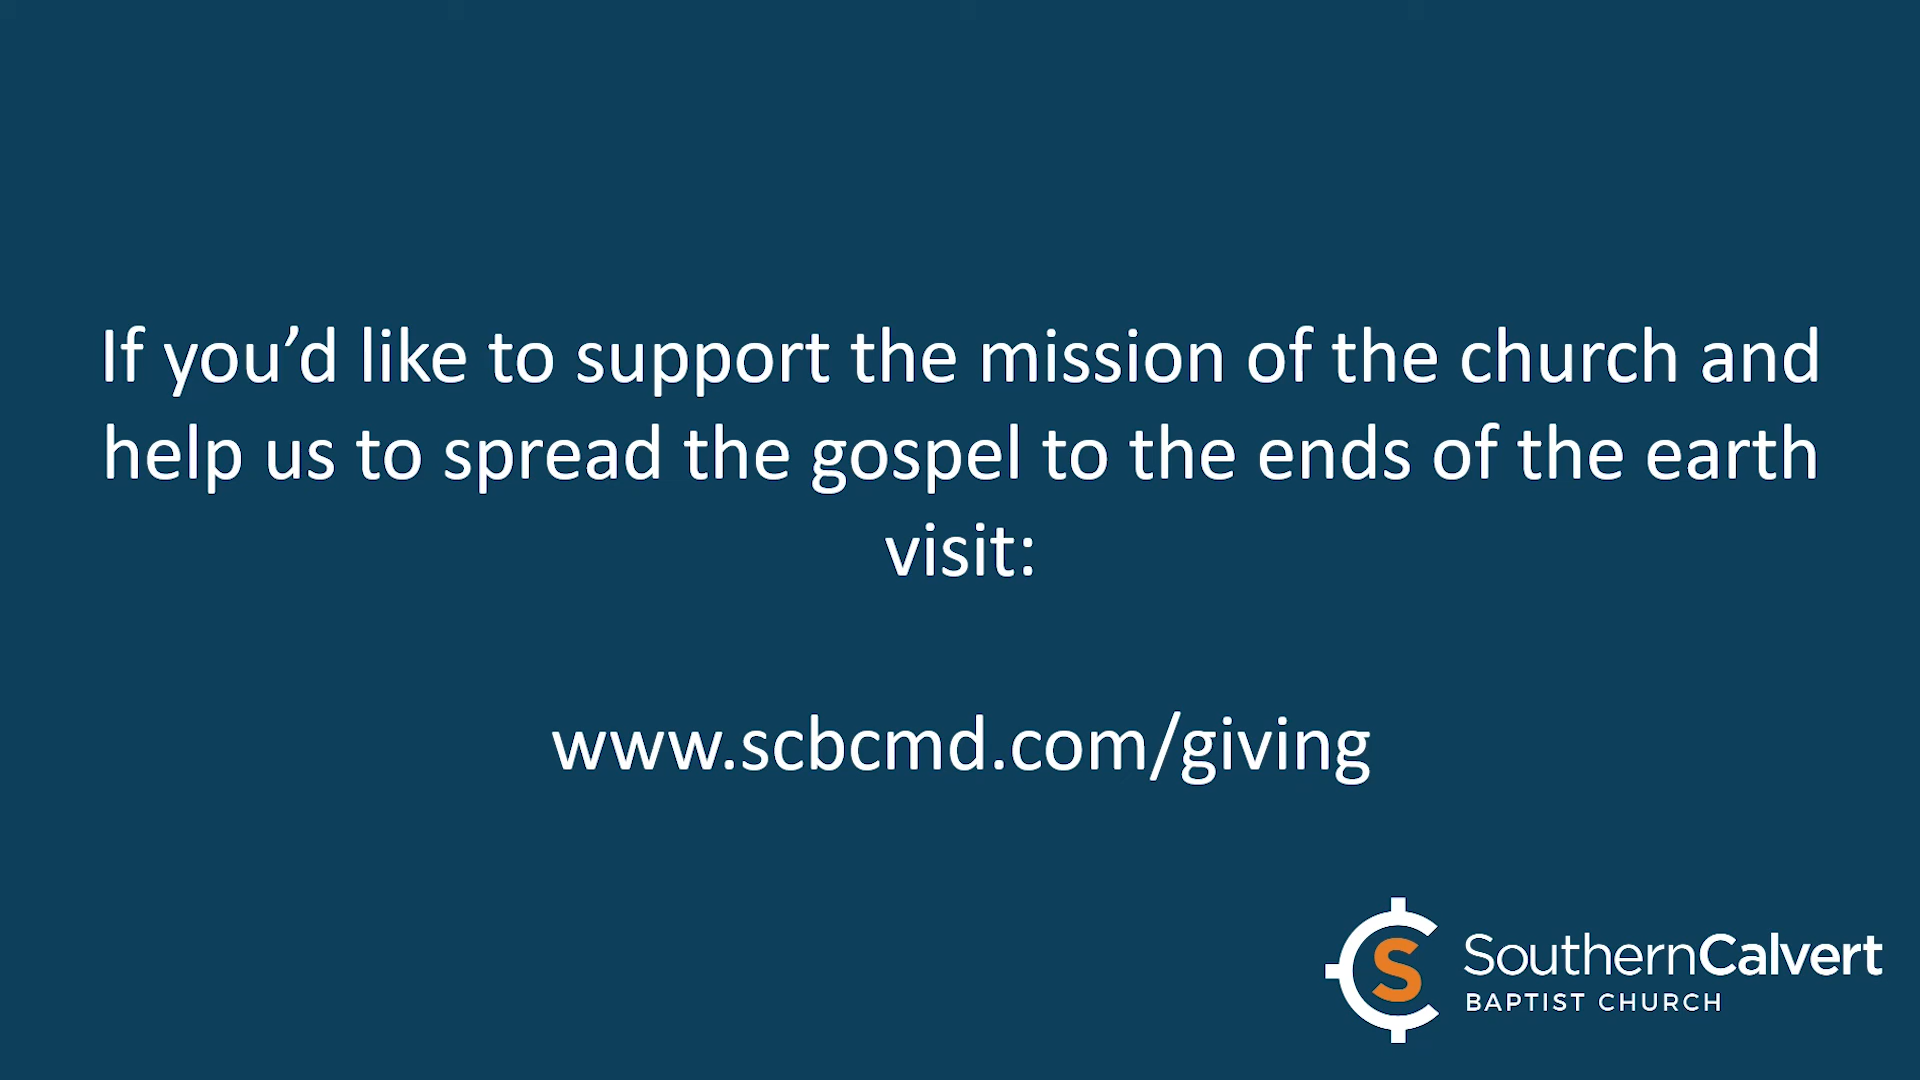 If you’d like to support the mission of the church and
help us to spread the gospel to the ends of the earth
visit:
www.scbcmd.com/giving
SouthernCalvert
BAPTIST CHURCH